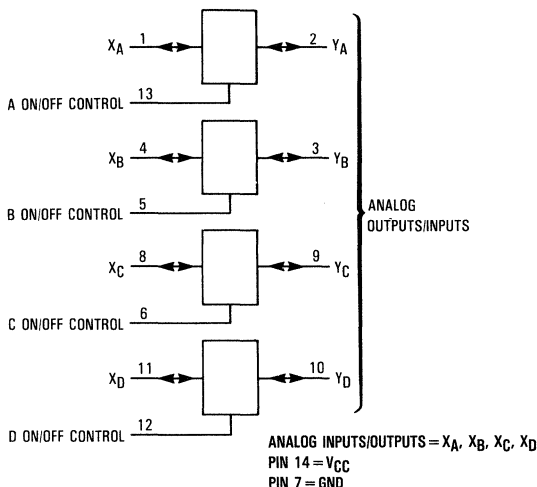 XA 1 2 YA
A ON/OFF CONTROL 13
XB 4 3 YB
B ON/OFF CONTROL 5
ANALOG
OUTPUTS/INPUTS
XC 8 9 YC
C ON/OFF CONTROL 6
XD 11 10 YD
D ON/OFF CONTROL 12
ANALOG INPUTS/OUTPUTS = XA, XB, XC, XD
PIN 14 = VCC
PIN 7 = GND